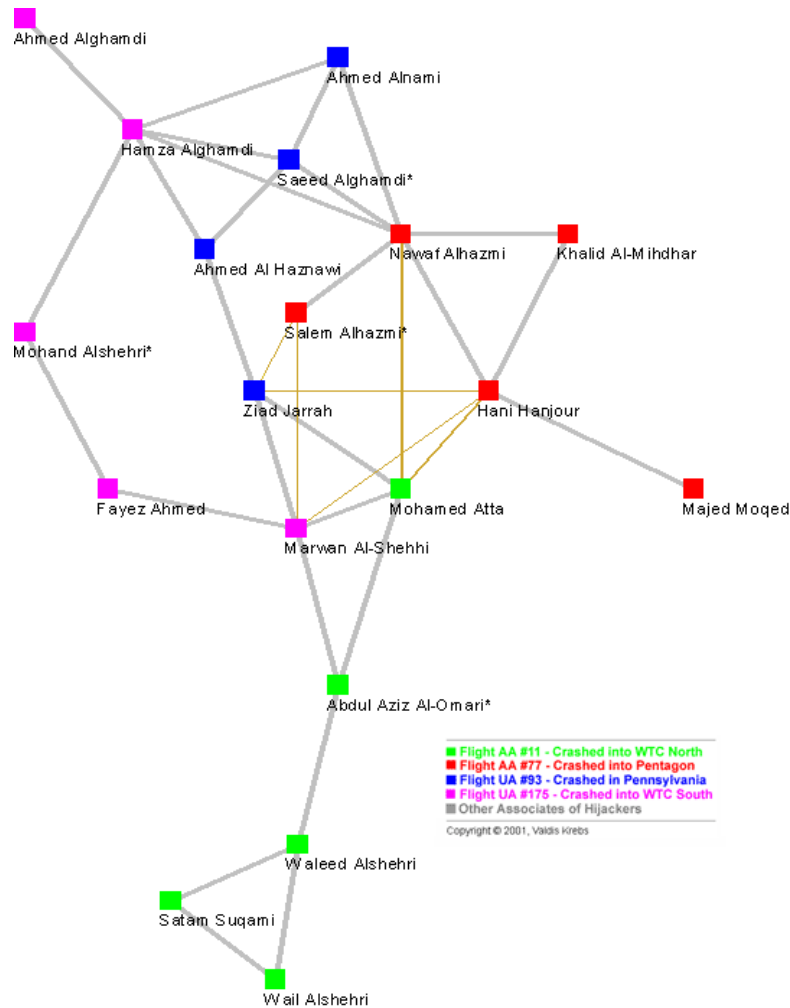 Ahmed Alghamdi
Ahmed Alnami
Hamza Alghamdi
Saeed Alghamdi*
Nawaf Alhazmi
Khalid Al-Mihdhar
Ahmed Al Haznawi
Salem Alhazmi*
Mohand Alshehri*
Ziad Jarrah
Hani Hanjour
Fayez Ahmed
Mohamed Atta
Majed Moqed
Marwan Al-Shehhi
Abdul Aziz Al-Omari*
Flight AA #11 - Crashed into WTC North
Flight AA #77 - Crashed into Pentagon
Flight UA #93 - Crashed in Pennsylvania
Flight UA #175 - Crashed into WTC South
Other Associates of Hijackers
Copyright © 2001, Valdis Krebs
Waleed Alshehri
Satam Suqami
Wail Alshehri